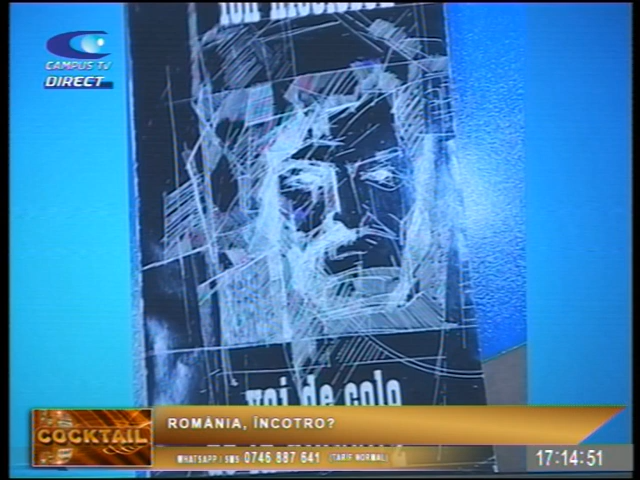 CAMPUS TV
DIRECT
voi de colo
COCKTAIL
ROMÂNIA, ÎNCOTRO?
WHATSAPP / SMS 0746 887 641 (TARIF NORMAL)
17:14:51